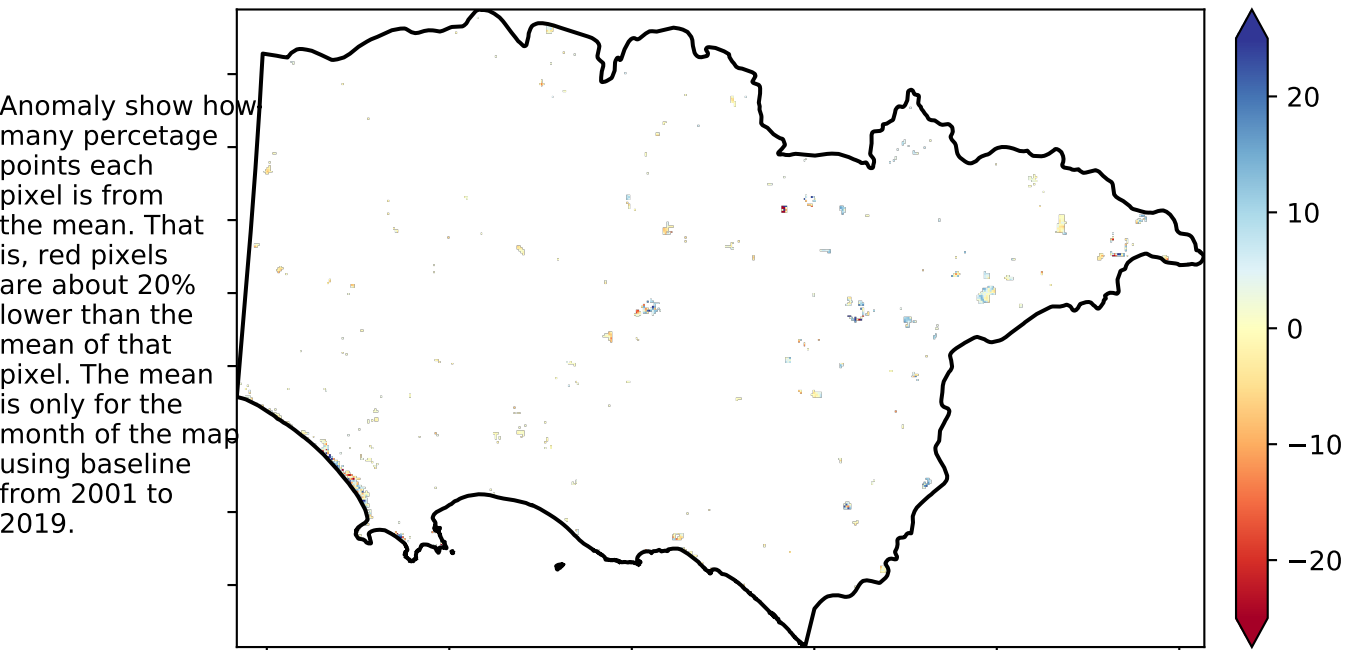 Anomaly show how
many percetage
points each
pixel is from
the mean. That
is, red pixels
are about 20%
lower than the
mean of that
pixel. The mean
is only for the
month of the map
using baseline
from 2001 to
2019.
20
10
0
−10
−20